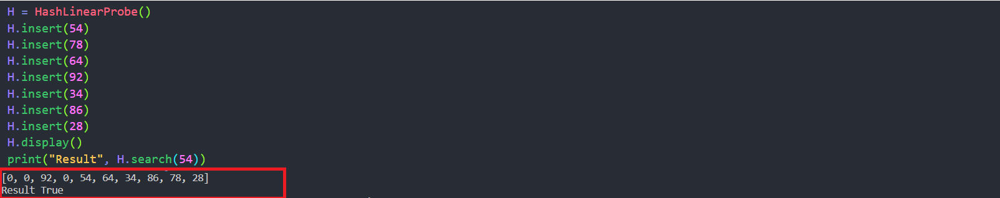 H = HashLinearProbe()
H.insert(54)
H.insert(78)
H.insert(64)
H.insert(92)
H.insert(34)
H.insert(86)
H.insert(28)
H.display()
print("Result", H.search(54))
[0, 0, 92, 0, 54, 64, 34, 86, 78, 28]
Result True